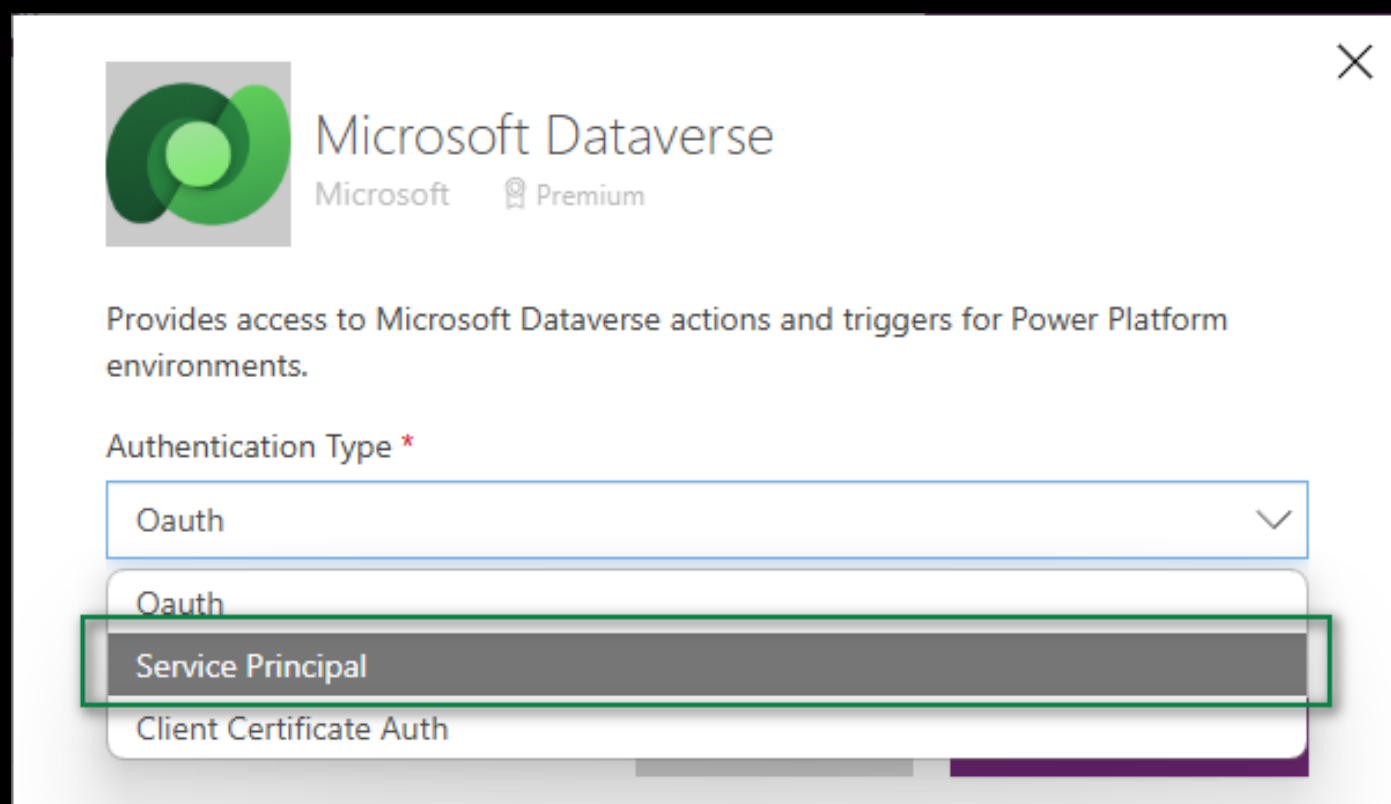 Microsoft Dataverse
Microsoft Premium
Provides access to Microsoft Dataverse actions and triggers for Power Platform
environments.
Authentication Type *
Oauth
Oauth
Service Principal
Client Certificate Auth